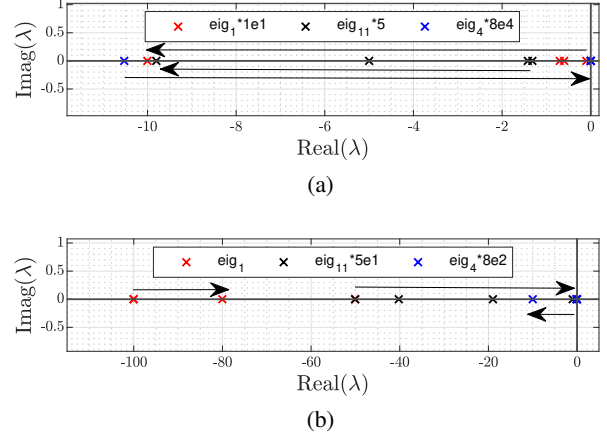 1
eig1*1e1 eig11*5 eig4*8e4
0.5
0
-0.5
Imag(λ)
-10 -8 -6 -4 -2 0
Real(λ)
(a)
1
eig1 eig11*5e1 eig4*8e2
0.5
0
-0.5
Imag(λ)
-100 -80 -60 -40 -20 0
Real(λ)
(b)